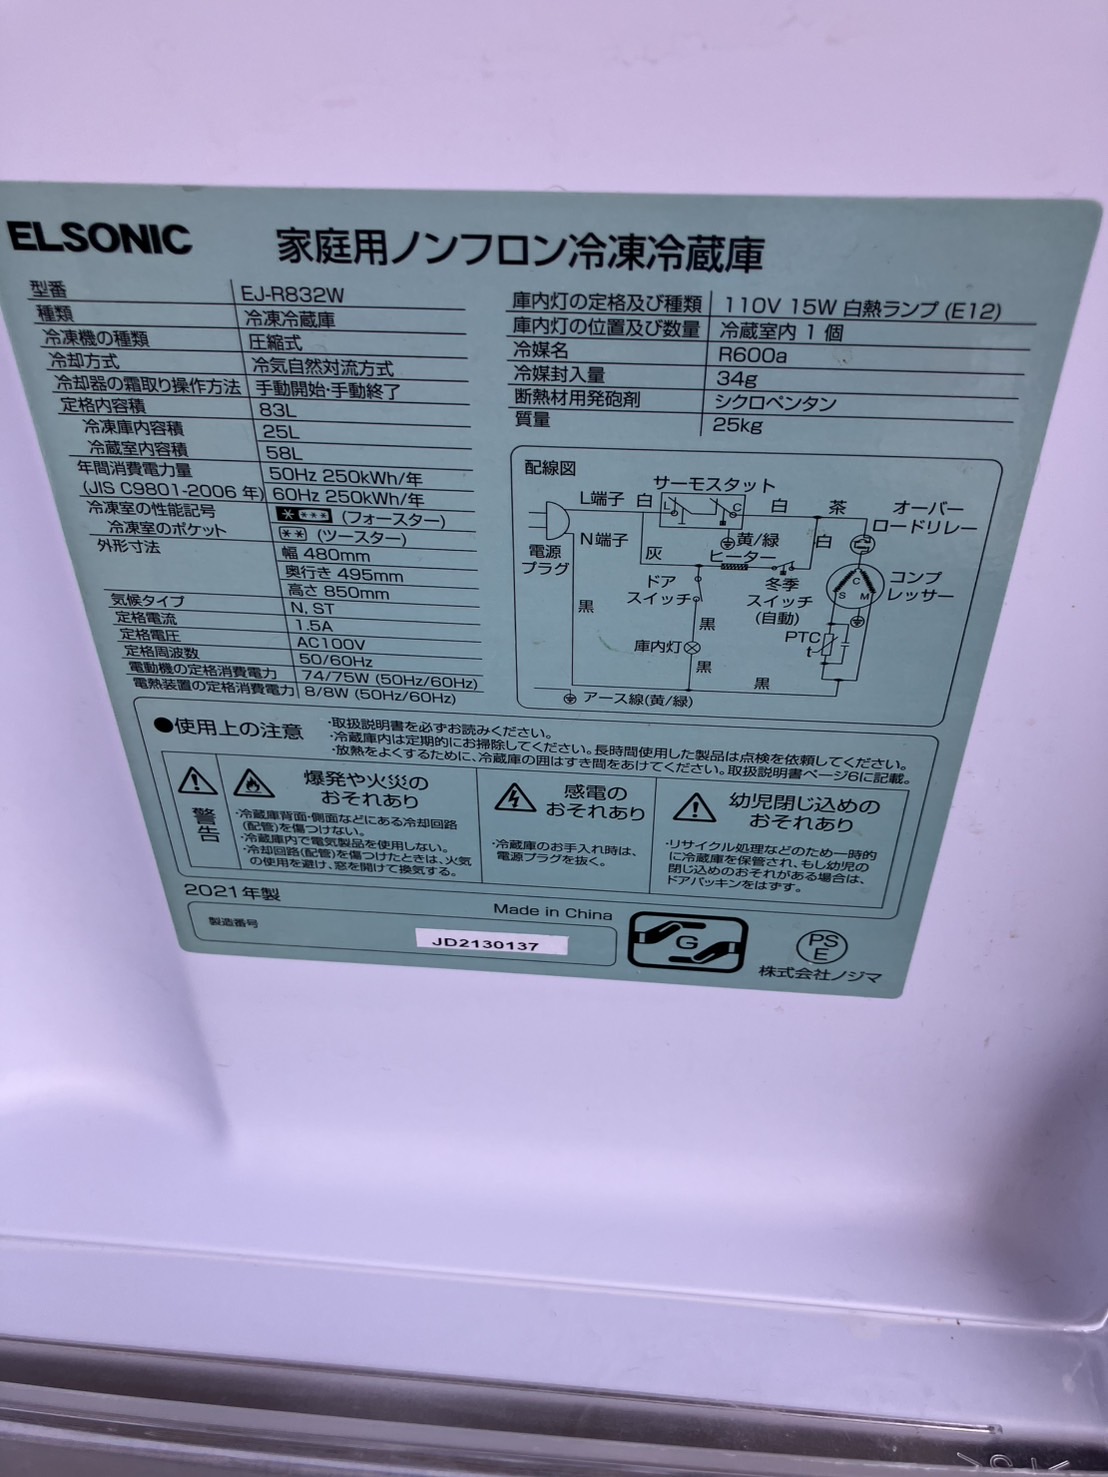 ELSONIC 家庭用ノンフロン冷凍冷蔵庫
型番 EJ-R832W
種類 冷凍冷蔵庫
冷凍機の種類 圧縮式
冷却方式 冷気自然対流方式
冷却器の霜取り操作方法 手動開始・手動終了
定格内容積 83L
冷凍庫内容積 25L
冷蔵室内容積 58L
年間消費電力量 50Hz 250kWh/年
(JIS C9801-2006 年) 60Hz 250kWh/年
冷凍室の性能記号 (フォースター)
冷凍室のポケット (ツースター)
外形寸法 幅 480mm
奥行き 495mm
高さ 850mm
気候タイプ N, ST
定格電流 1.5A
定格電圧 AC100V
定格周波数 50/60Hz
電動機の定格消費電力 74/75W (50Hz/60Hz)
電熱装置の定格消費電力 8/8W (50Hz/60Hz)
庫内灯の定格及び種類 110V 15W 白熱ランプ (E12)
庫内灯の位置及び数量 冷蔵室内 1 個
冷媒名 R600a
冷媒封入量 34g
断熱材用発砲剤 シクロペンタン
質量 25kg
配線図
サーモスタット
L端子 白
L C
白 茶
オーバー
ロードリレー
N端子
黄/緑
白
電源
プラグ
灰
ヒーター
ドア
スイッチ
冬季
スイッチ
(自動)
C
S M
コンプ
レッサー
黒
黒
PTC
t
庫内灯
黒
黒
アース線(黄/緑)
●使用上の注意
・取扱説明書を必ずお読みください。
・冷蔵庫内は定期的にお掃除してください。長時間使用した製品は点検を依頼してください。
・放熱をよくするために、冷蔵庫の囲はすき間をあけてください。取扱説明書ページ6に記載。
警告
爆発や火災の
おそれあり
・冷蔵庫背面・側面などにある冷却回路
(配管)を傷つけない。
・冷蔵庫内で電気製品を使用しない。
・冷却回路(配管)を傷つけたときは、火気
の使用を避け、窓を開けて換気する。
感電の
おそれあり
・冷蔵庫のお手入れ時は、
電源プラグを抜く。
幼児閉じ込めの
おそれあり
・リサイクル処理などのため一時的
に冷蔵庫を保管され、もし幼児の
閉じ込めのおそれがある場合は、
ドアパッキンをはずす。
2021年製
Made in China
製造番号
JD2130137
G
PS
E
株式会社ノジマ